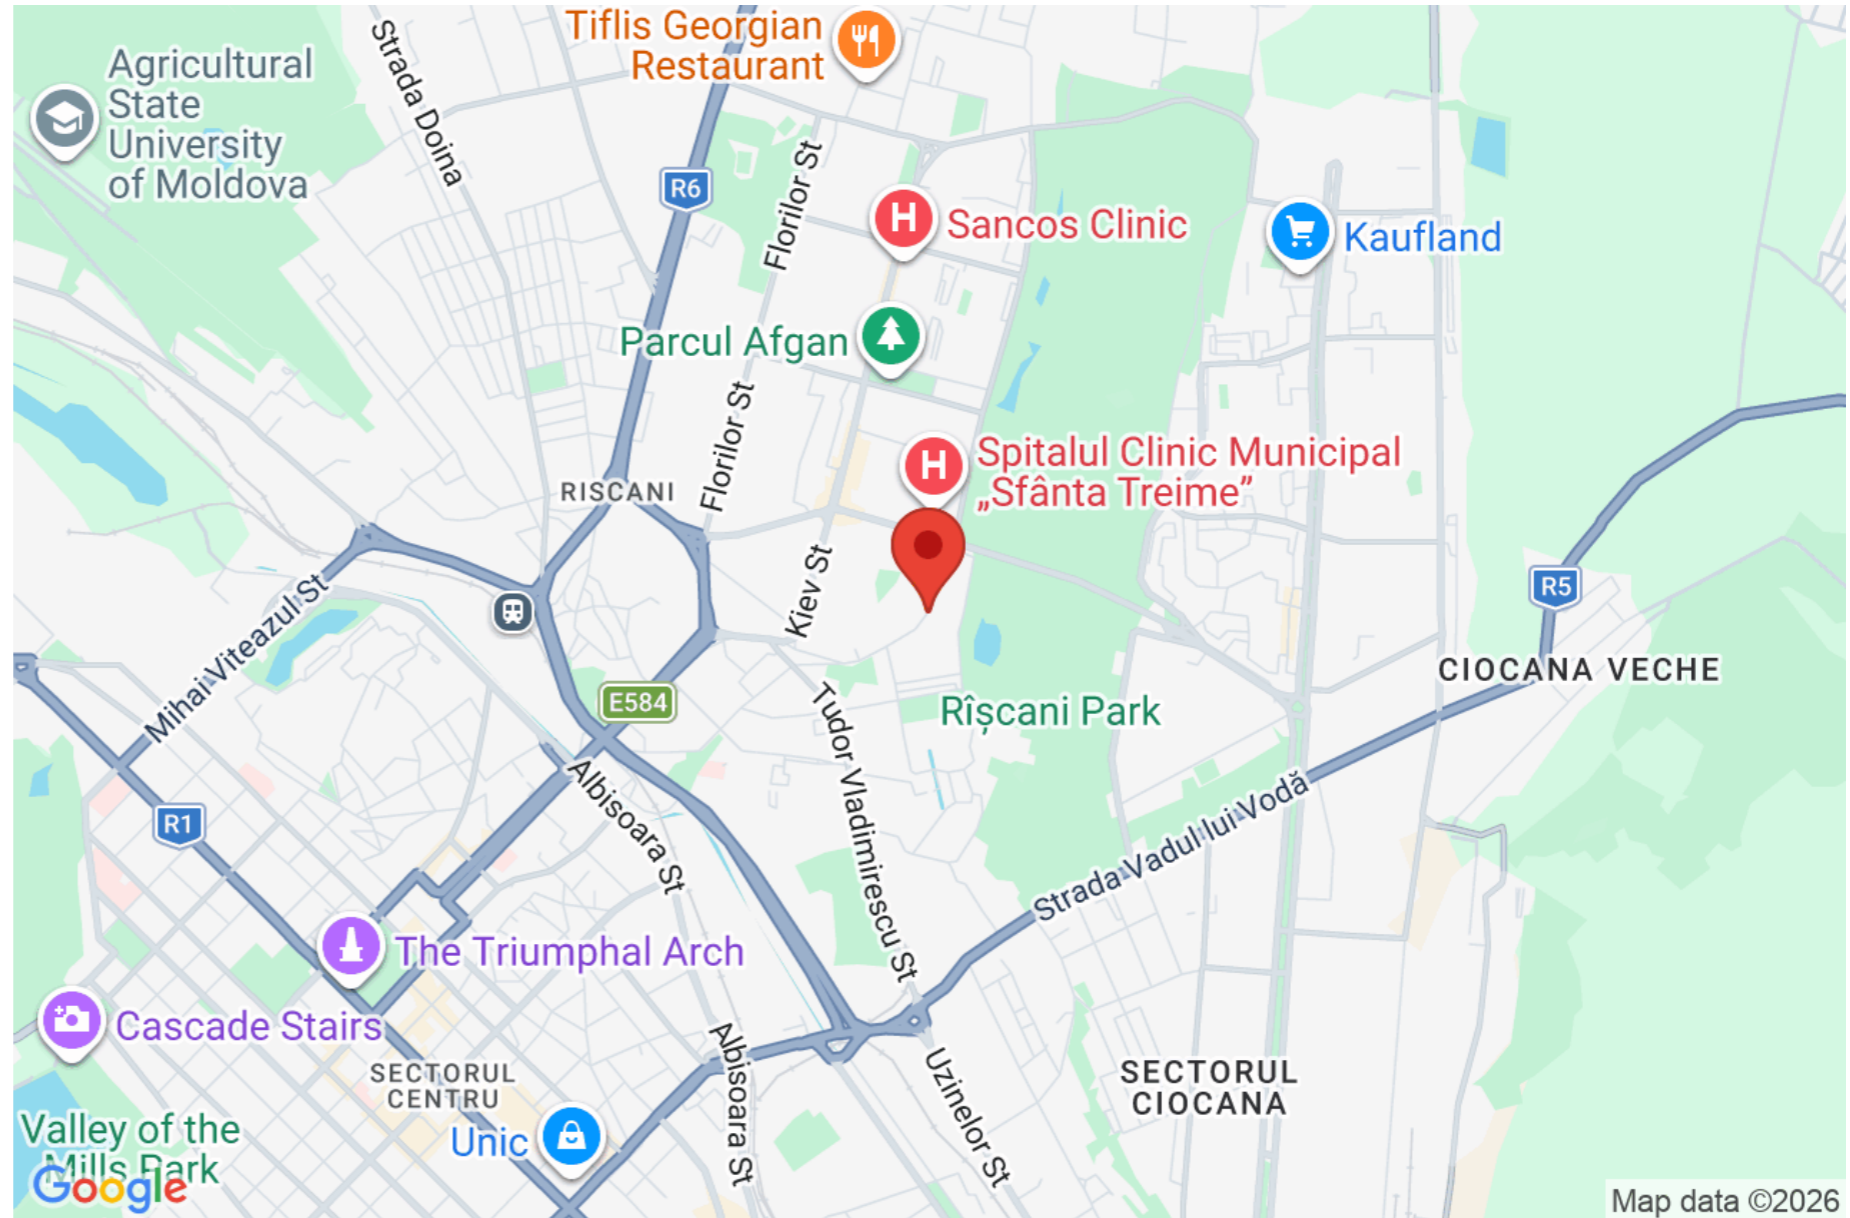 Tiflis Georgian
Restaurant
Agricultural
State
University
of Moldova
Strada Doina
R6
Florilor St
H
Sancos Clinic
Kaufland
Parcul Afgan
Florilor St
H
Spitalul Clinic Municipal
„Sfânta Treime”
RISCANI
Kiev St
Mihai Viteazul St
R5
CIOCANA VECHE
E584
Rîșcani Park
Tudor Vladimirescu St
Albisoara St
R1
Strada Vadul lui Vodă
The Triumphal Arch
Cascade Stairs
SECTORUL
CENTRU
Albisoara St
Uzinelor St
SECTORUL
CIOCANA
Unic
Valley of the
Mills Park
Google
Map data ©2026